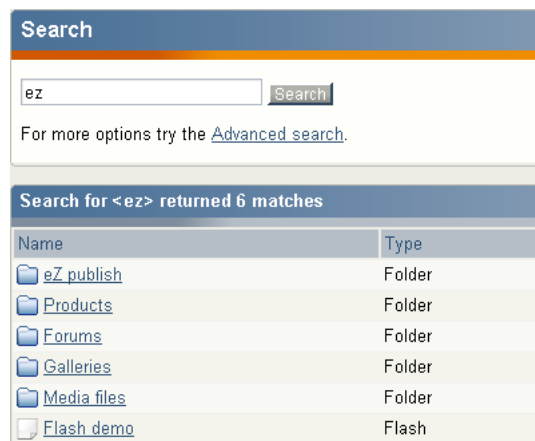 Search
ez Search
For more options try the Advanced search.
Search for <ez> returned 6 matches
Name Type
eZ publish Folder
Products Folder
Forums Folder
Galleries Folder
Media files Folder
Flash demo Flash